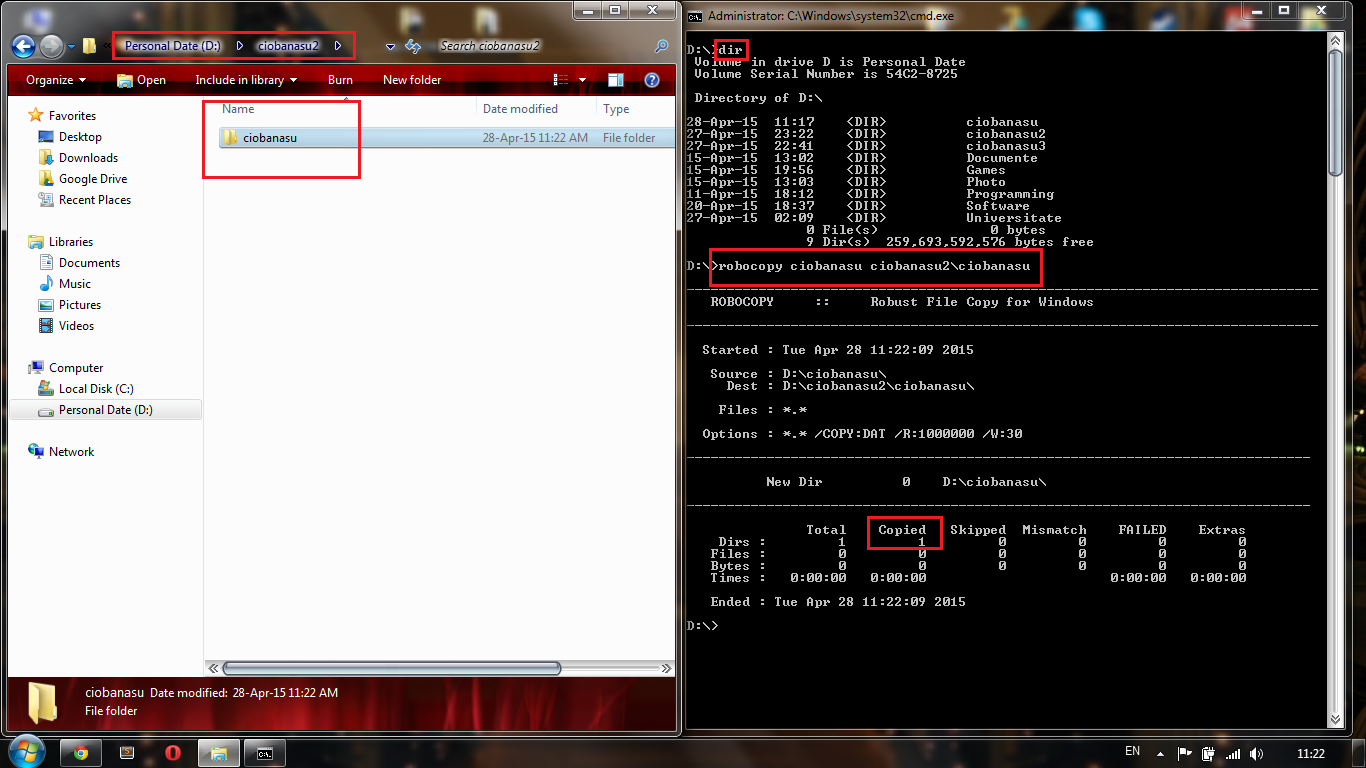 Personal Date (D:) ciobanasu2
Search ciobanasu2
Organize Open Include in library Burn New folder
Name Date modified Type
ciobanasu 28-Apr-15 11:22 AM File folder
Favorites
Desktop
Downloads
Google Drive
Recent Places
Libraries
Documents
Music
Pictures
Videos
Computer
Local Disk (C:)
Personal Date (D:)
Network
ciobanasu Date modified: 28-Apr-15 11:22 AM
File folder
Administrator: C:\Windows\system32\cmd.exe
D:\>dir
Volume in drive D is Personal Date
Volume Serial Number is 54C2-8725
Directory of D:\
28-Apr-15 11:17 <DIR> ciobanasu
27-Apr-15 23:22 <DIR> ciobanasu2
27-Apr-15 22:41 <DIR> ciobanasu3
15-Apr-15 13:02 <DIR> Documente
15-Apr-15 19:56 <DIR> Games
15-Apr-15 13:03 <DIR> Photo
11-Apr-15 18:12 <DIR> Programming
20-Apr-15 18:37 <DIR> Software
27-Apr-15 02:09 <DIR> Universitate
0 File(s) 0 bytes
9 Dir(s) 259,693,592,576 bytes free
D:\>robocopy ciobanasu ciobanasu2\ciobanasu
ROBOCOPY :: Robust File Copy for Windows
Started : Tue Apr 28 11:22:09 2015
Source : D:\ciobanasu\
Dest : D:\ciobanasu2\ciobanasu\
Files : *.*
Options : *.* /COPY:DAT /R:1000000 /W:30
New Dir 0 D:\ciobanasu\
Total Copied Skipped Mismatch FAILED Extras
Dirs : 1 1 0 0 0 0
Files : 0 0 0 0 0 0
Bytes : 0 0 0 0 0 0
Times : 0:00:00 0:00:00 0:00:00 0:00:00
Ended : Tue Apr 28 11:22:09 2015
D:\>
EN 11:22